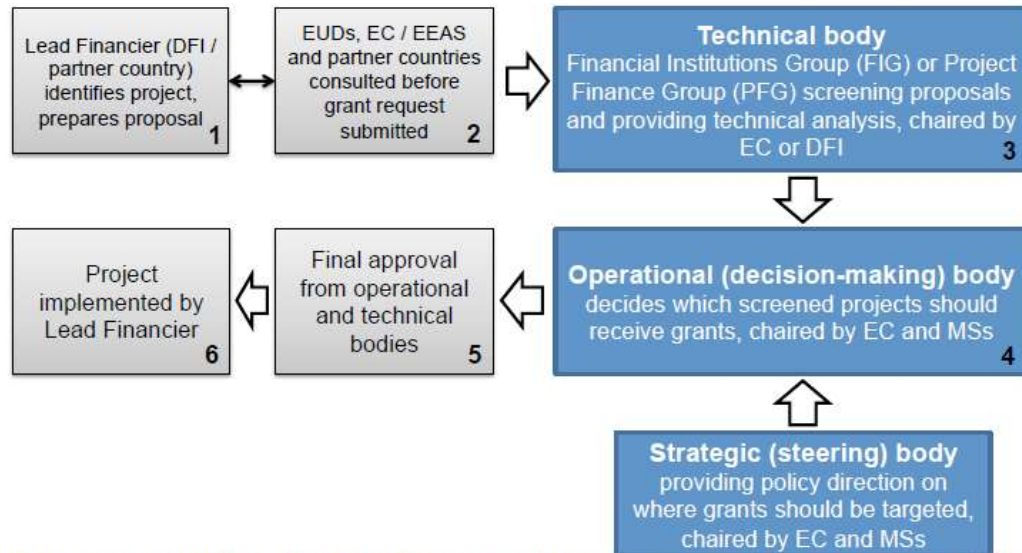 Lead Financier (DFI /
partner country)
identifies project,
prepares proposal
1
EUDs, EC / EEAS
and partner countries
consulted before
grant request
submitted
2
Technical body
Financial Institutions Group (FIG) or Project
Finance Group (PFG) screening proposals
and providing technical analysis, chaired by
EC or DFI
3
Operational (decision-making) body
decides which screened projects should
receive grants, chaired by EC and MSs
4
Final approval
from operational
and technical
bodies
5
Project
implemented by
Lead Financier
6
Strategic (steering) body
providing policy direction on
where grants should be targeted,
chaired by EC and MSs